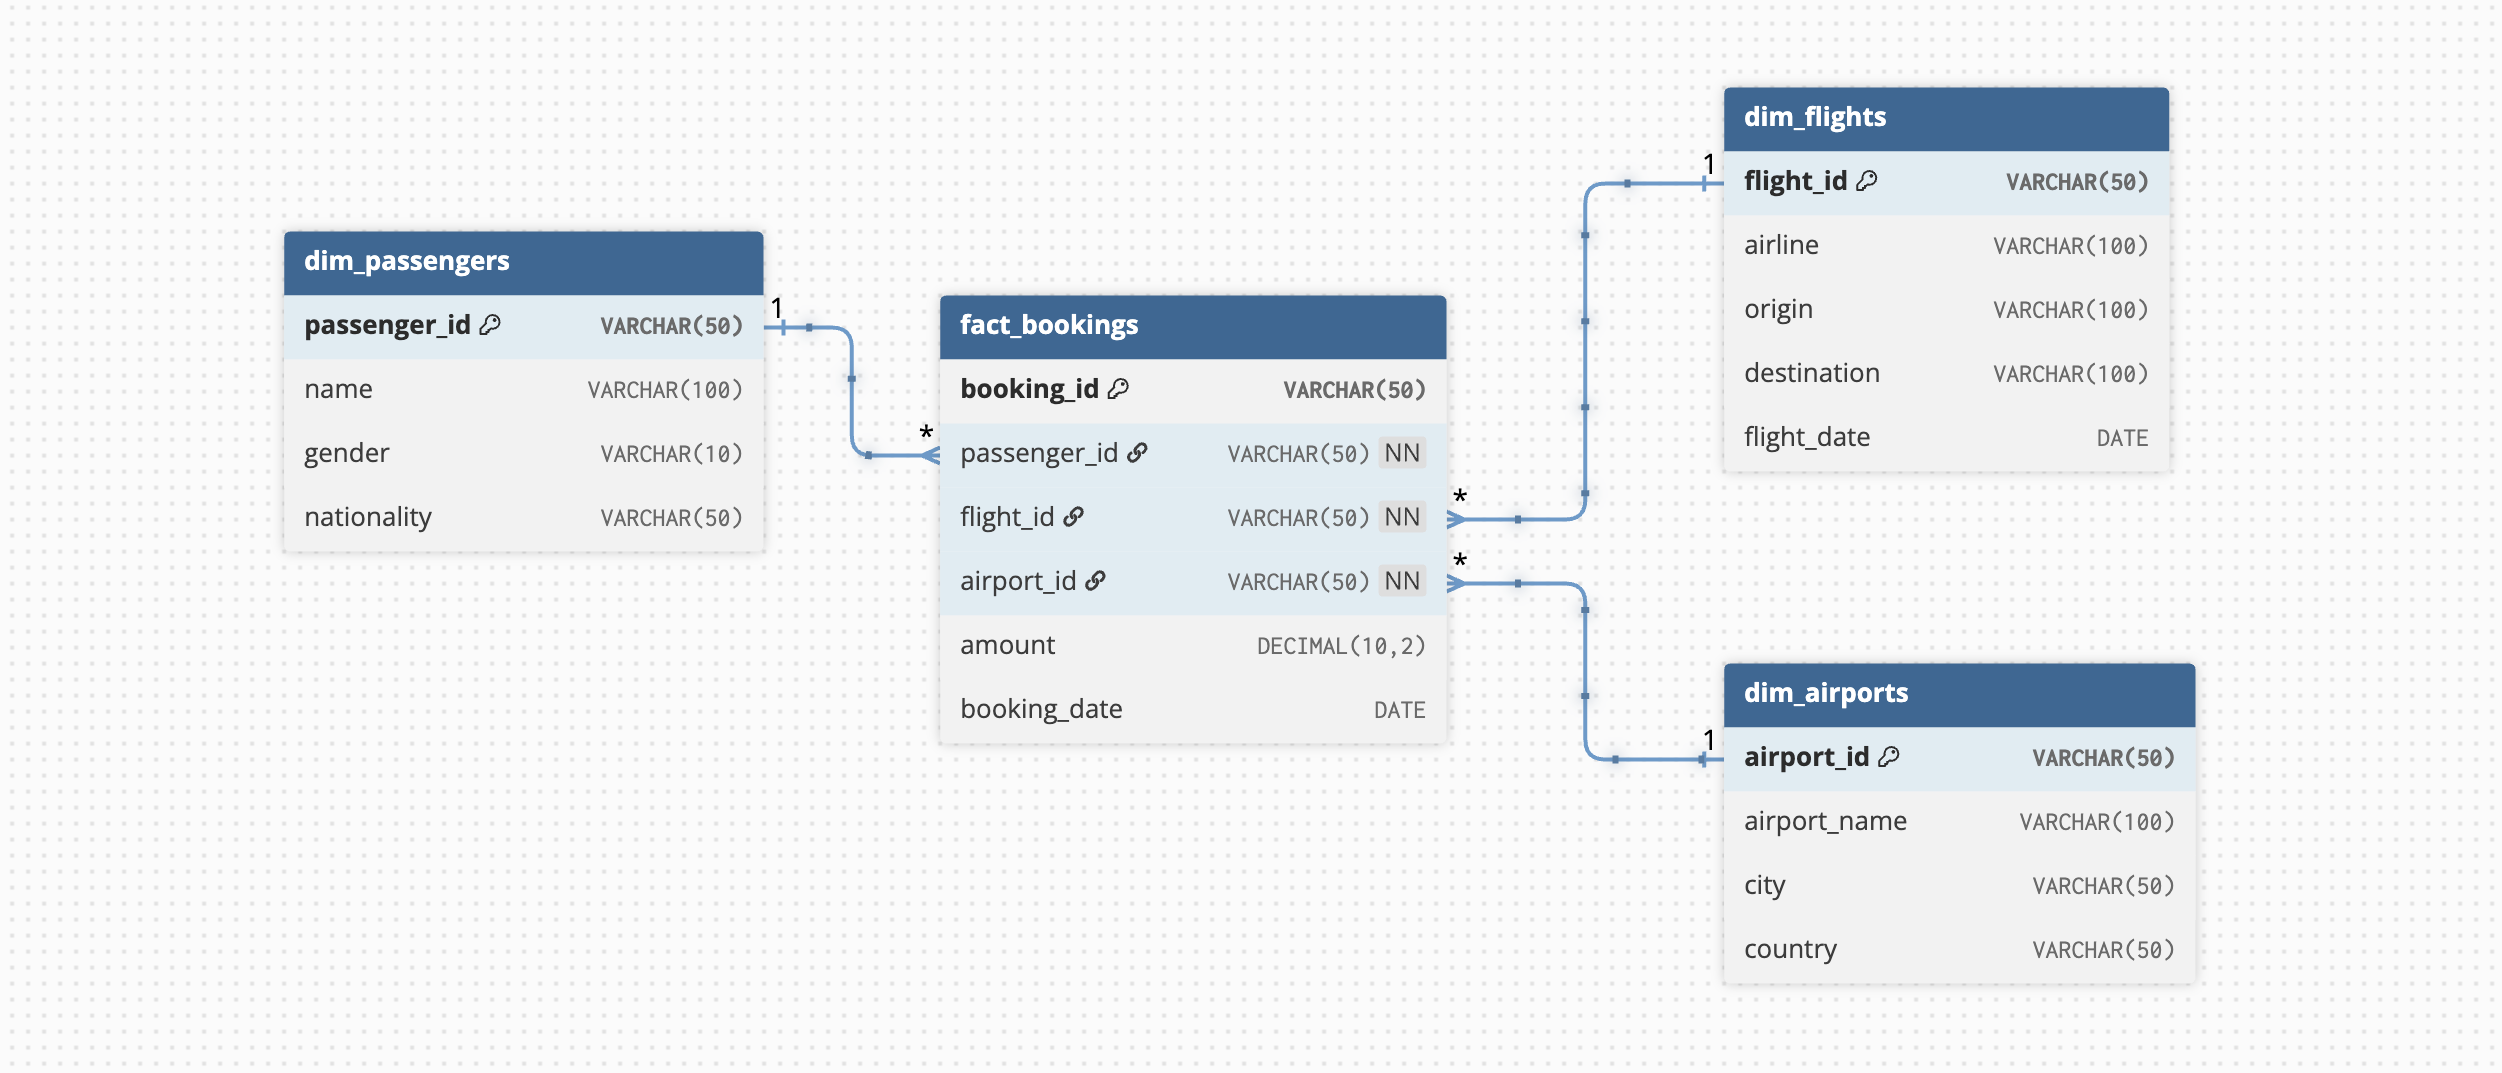 dim_passengers
passenger_id VARCHAR(50)
name VARCHAR(100)
gender VARCHAR(10)
nationality VARCHAR(50)
1
*
fact_bookings
booking_id VARCHAR(50)
passenger_id VARCHAR(50) NN
flight_id VARCHAR(50) NN
airport_id VARCHAR(50) NN
amount DECIMAL(10,2)
booking_date DATE
*
*
1
dim_flights
flight_id VARCHAR(50)
airline VARCHAR(100)
origin VARCHAR(100)
destination VARCHAR(100)
flight_date DATE
1
dim_airports
airport_id VARCHAR(50)
airport_name VARCHAR(100)
city VARCHAR(50)
country VARCHAR(50)